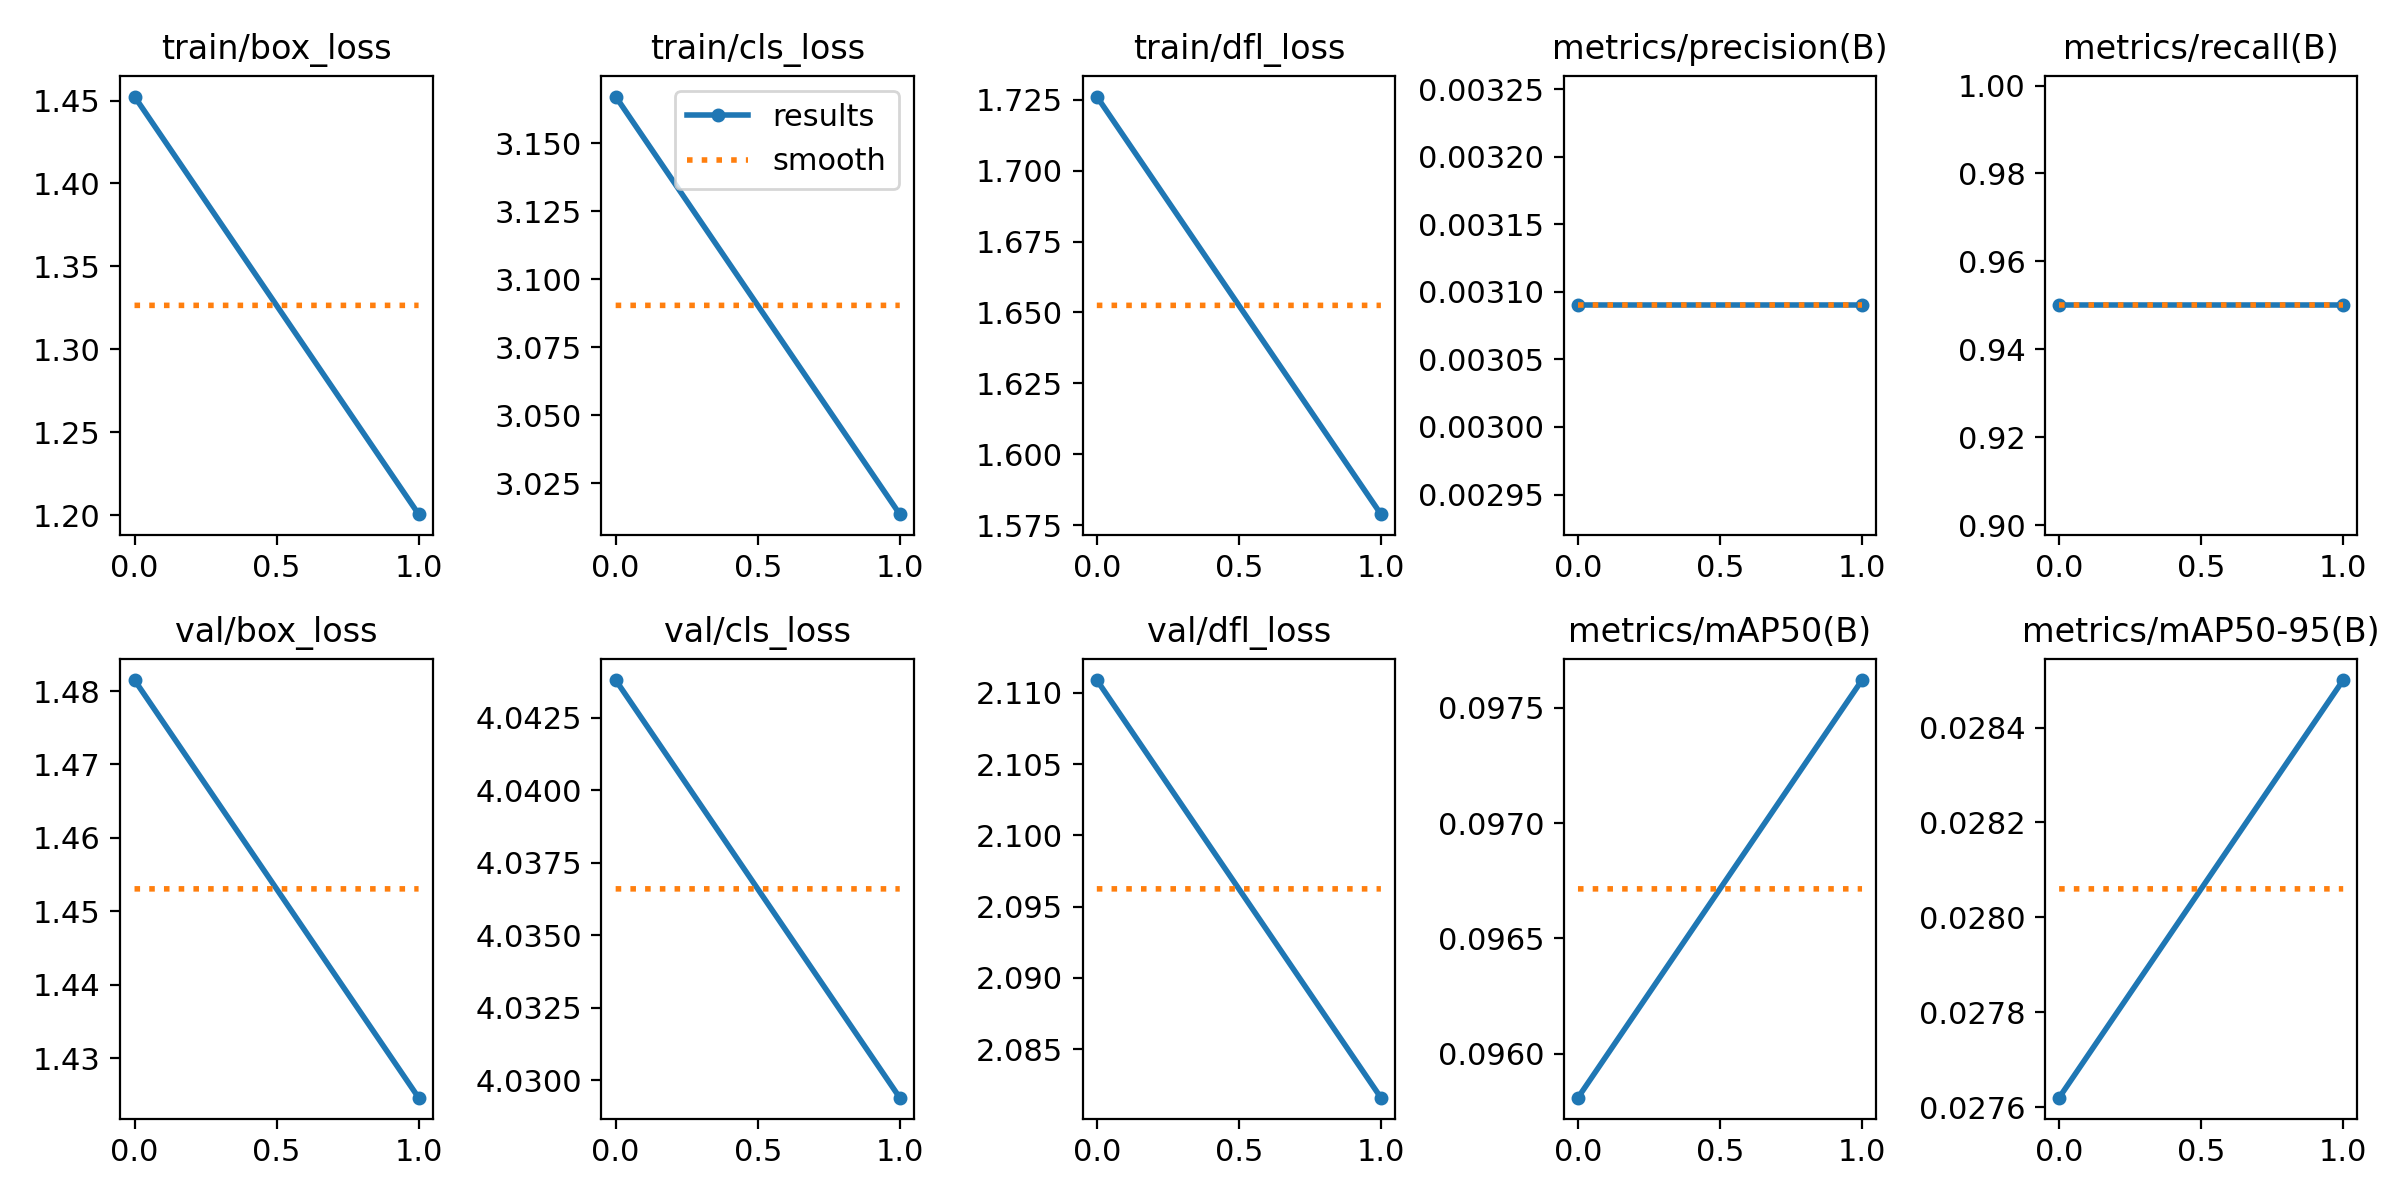 train/box_loss
1.45
1.40
1.35
1.30
1.25
1.20
0.0 0.5 1.0
train/cls_loss
results
smooth
3.150
3.125
3.100
3.075
3.050
3.025
0.0 0.5 1.0
train/dfl_loss
1.725
1.700
1.675
1.650
1.625
1.600
1.575
0.0 0.5 1.0
metrics/precision(B)
0.00325
0.00320
0.00315
0.00310
0.00305
0.00300
0.00295
0.0 0.5 1.0
metrics/recall(B)
1.00
0.98
0.96
0.94
0.92
0.90
0.0 0.5 1.0
val/box_loss
1.48
1.47
1.46
1.45
1.44
1.43
0.0 0.5 1.0
val/cls_loss
4.0425
4.0400
4.0375
4.0350
4.0325
4.0300
0.0 0.5 1.0
val/dfl_loss
2.110
2.105
2.100
2.095
2.090
2.085
0.0 0.5 1.0
metrics/mAP50(B)
0.0975
0.0970
0.0965
0.0960
0.0 0.5 1.0
metrics/mAP50-95(B)
0.0284
0.0282
0.0280
0.0278
0.0276
0.0 0.5 1.0